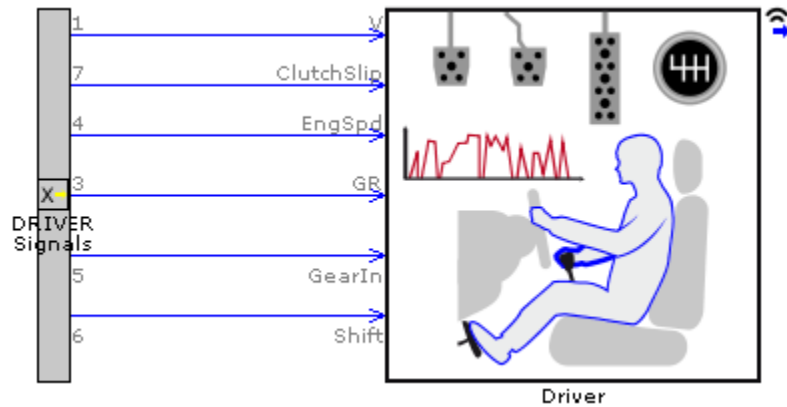 1 V
7 ClutchSlip
4 EngSpd
X
3 GR
DRIVER
Signals
5 GearIn
6 Shift
Driver